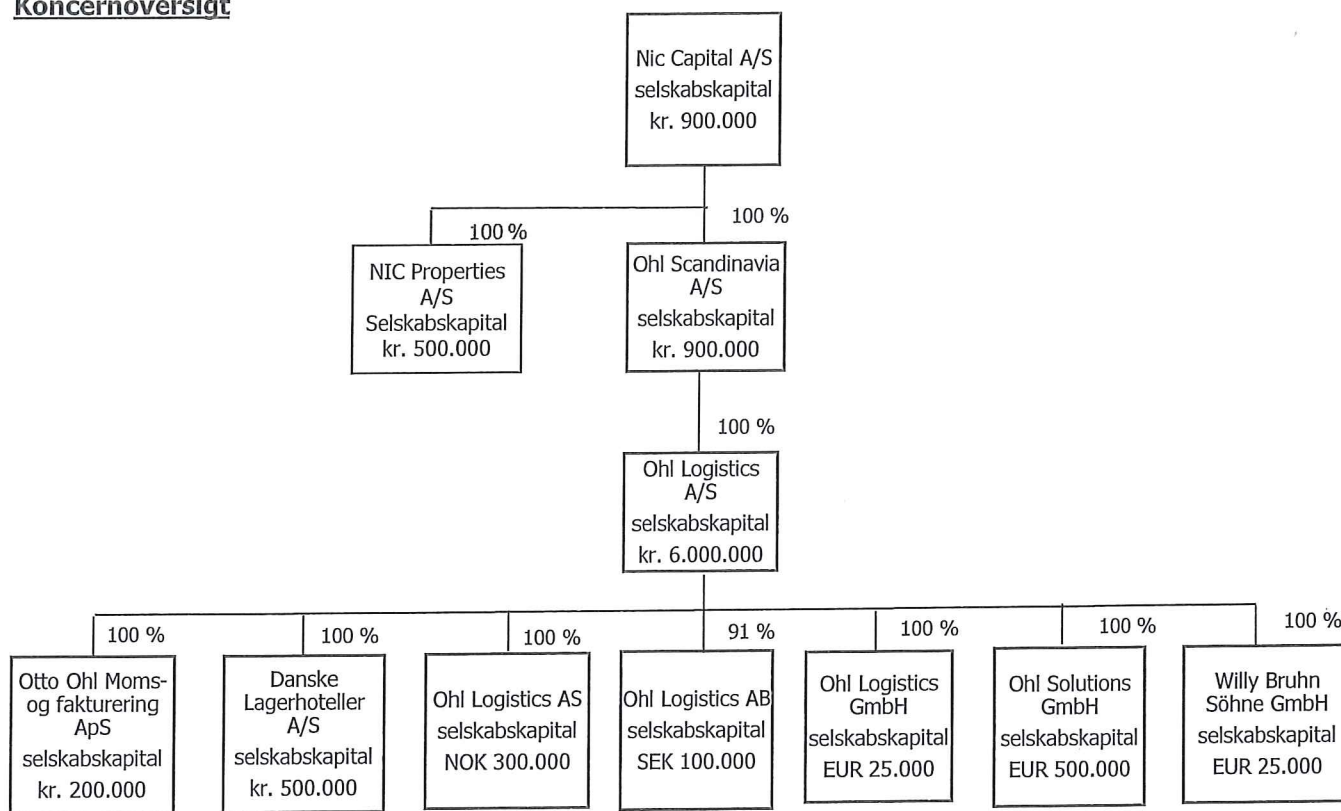 Koncernoversigt
Nic Capital A/S
selskabskapital
kr. 900.000
100 %
100 %
NIC Properties
A/S
Selskabskapital
kr. 500.000
Ohl Scandinavia
A/S
selskabskapital
kr. 900.000
100 %
Ohl Logistics
A/S
selskabskapital
kr. 6.000.000
100 %
100 %
100 %
91 %
100 %
100 %
100 %
Otto Ohl Moms-
og fakturering
ApS
selskabskapital
kr. 200.000
Danske
Lagerhoteller
A/S
selskabskapital
kr. 500.000
Ohl Logistics AS
selskabskapital
NOK 300.000
Ohl Logistics AB
selskabskapital
SEK 100.000
Ohl Logistics
GmbH
selskabskapital
EUR 25.000
Ohl Solutions
GmbH
selskabskapital
EUR 500.000
Willy Bruhn
Söhne GmbH
selskabskapital
EUR 25.000